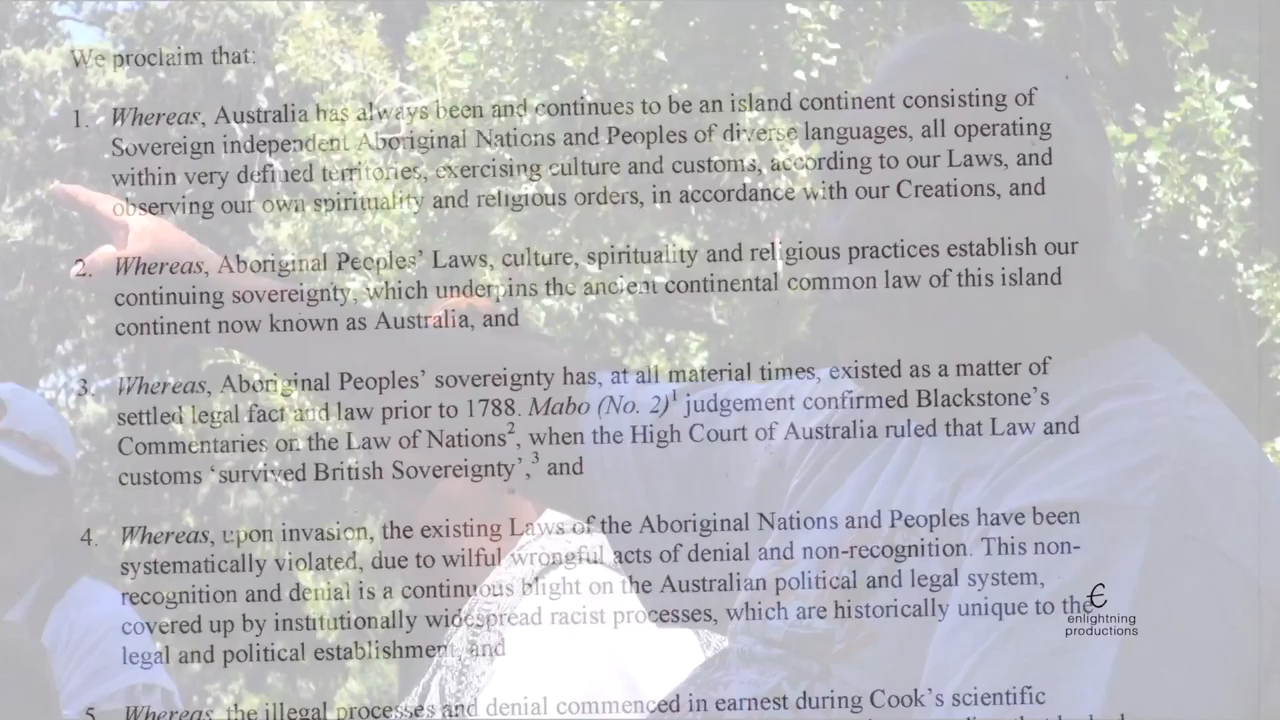 We proclaim that:
1. Whereas, Australia has always been and continues to be an island continent consisting of
Sovereign independent Aboriginal Nations and Peoples of diverse languages, all operating
within very defined territories, exercising culture and customs, according to our Laws, and
observing our own spirituality and religious orders, in accordance with our Creations, and
2. Whereas, Aboriginal Peoples' Laws, culture, spirituality and religious practices establish our
continuing sovereignty, which underpins the ancient continental common law of this island
continent now known as Australia, and
3. Whereas, Aboriginal Peoples' sovereignty has, at all material times, existed as a matter of
settled legal fact and law prior to 1788. Mabo (No. 2)¹ judgement confirmed Blackstone's
Commentaries on the Law of Nations², when the High Court of Australia ruled that Law and
customs 'survived British Sovereignty',³ and
4. Whereas, upon invasion, the existing Laws of the Aboriginal Nations and Peoples have been
systematically violated, due to wilful wrongful acts of denial and non-recognition. This non-
recognition and denial is a continuous blight on the Australian political and legal system,
covered up by institutionally widespread racist processes, which are historically unique to the
legal and political establishment, and
5. Whereas, the illegal processes and denial commenced in earnest during Cook's scientific
€
enlightning
productions